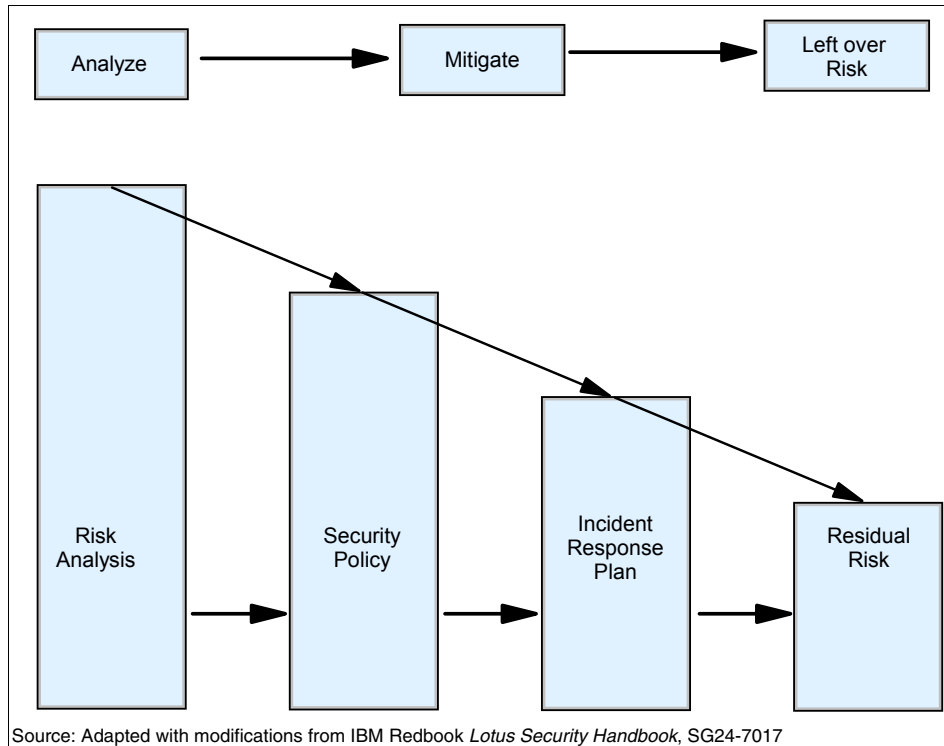 Analyze
Mitigate
Left over
Risk
Risk
Analysis
Security
Policy
Incident
Response
Plan
Residual
Risk
Source: Adapted with modifications from IBM Redbook Lotus Security Handbook, SG24-7017